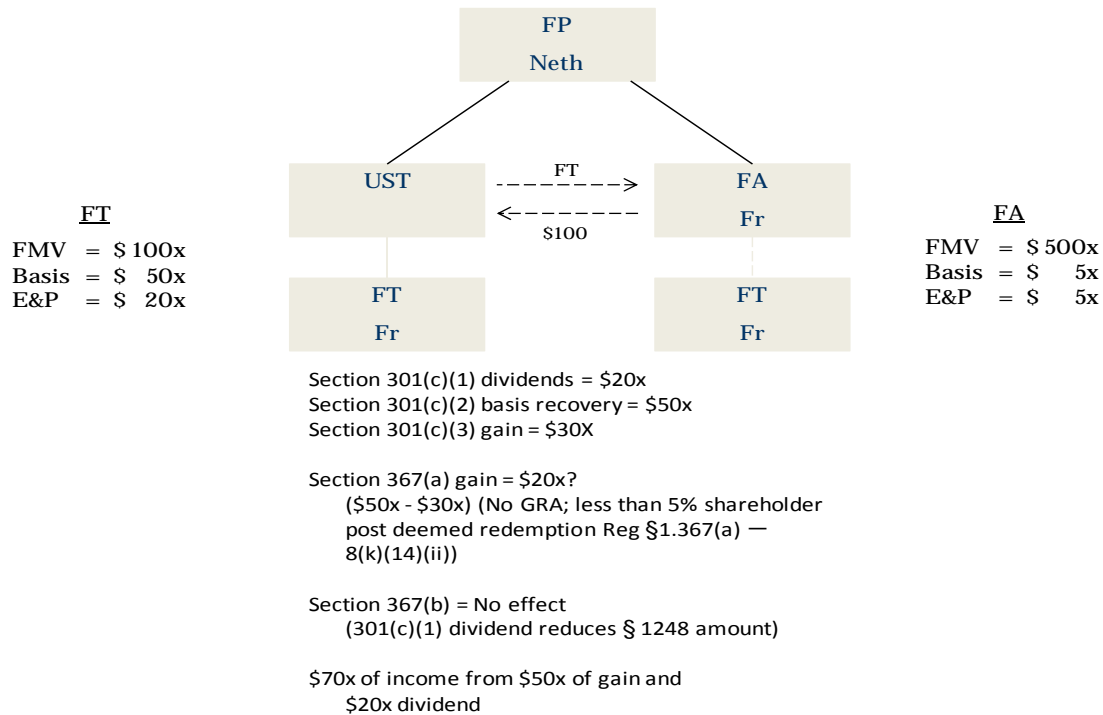 FP
Neth
UST
FT
$100
FA
Fr
FT
FMV = $ 100x
Basis = $ 50x
E&P = $ 20x
FA
FMV = $ 500x
Basis = $ 5x
E&P = $ 5x
FT
Fr
FT
Fr
Section 301(c)(1) dividends = $20x
Section 301(c)(2) basis recovery = $50x
Section 301(c)(3) gain = $30X
Section 367(a) gain = $20x?
($50x - $30x) (No GRA; less than 5% shareholder
post deemed redemption Reg §1.367(a) —
8(k)(14)(ii))
Section 367(b) = No effect
(301(c)(1) dividend reduces § 1248 amount)
$70x of income from $50x of gain and
$20x dividend